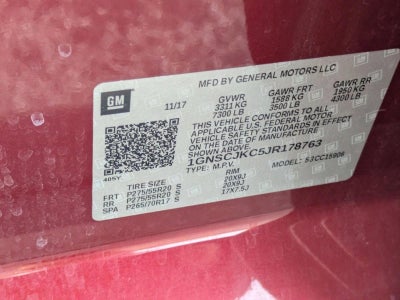 MFD BY GENERAL MOTORS LLC.
GM
11/17 GVWR GAWR FRT GAWR RR
3311 KG 1588 KG 1950 KG
7300 LB 3500 LB 4300 LB
THIS VEHICLE CONFORMS TO ALL
APPLICABLE U.S. FEDERAL MOTOR
VEHICLE SAFETY STANDARDS IN EFFECT
ON THE DATE OF MANUFACTURE SHOWN ABOVE.
1GNSCJKC5JR178763
TYPE: M.P.V. MODEL: S3CC15906
40SY
TIRE SIZE RIM
FRT P275/55R20 S 20X9J
RR P275/55R20 S 20X9J
SPA P265/70R17 S 17X7.5J